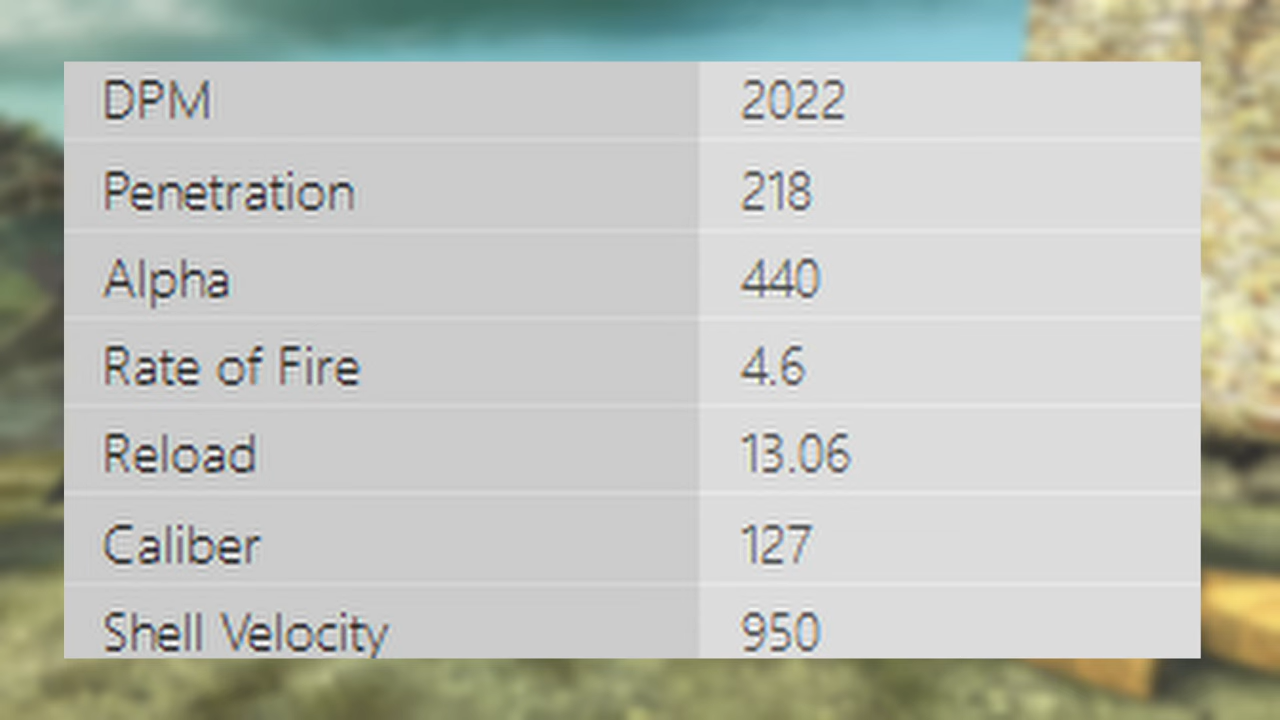 DPM 2022
Penetration 218
Alpha 440
Rate of Fire 4.6
Reload 13.06
Caliber 127
Shell Velocity 950